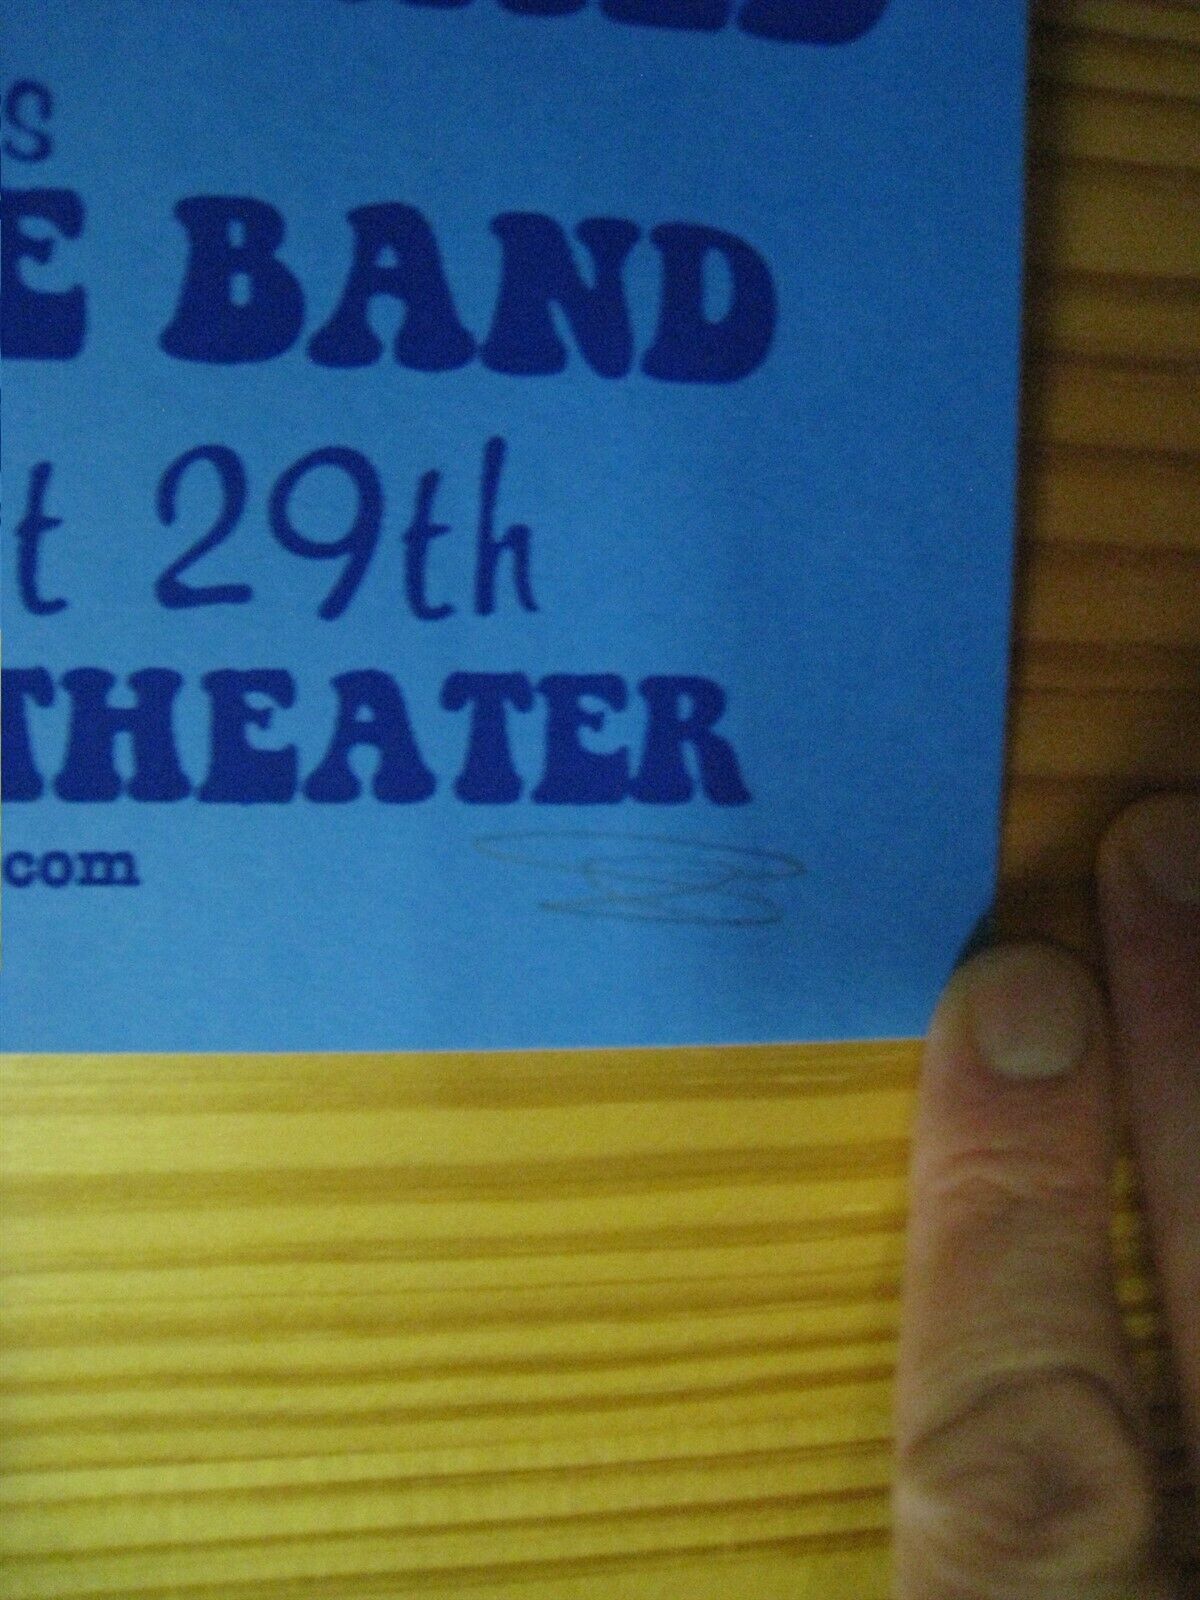 s
E BAND
t 29th
THEATER
.com